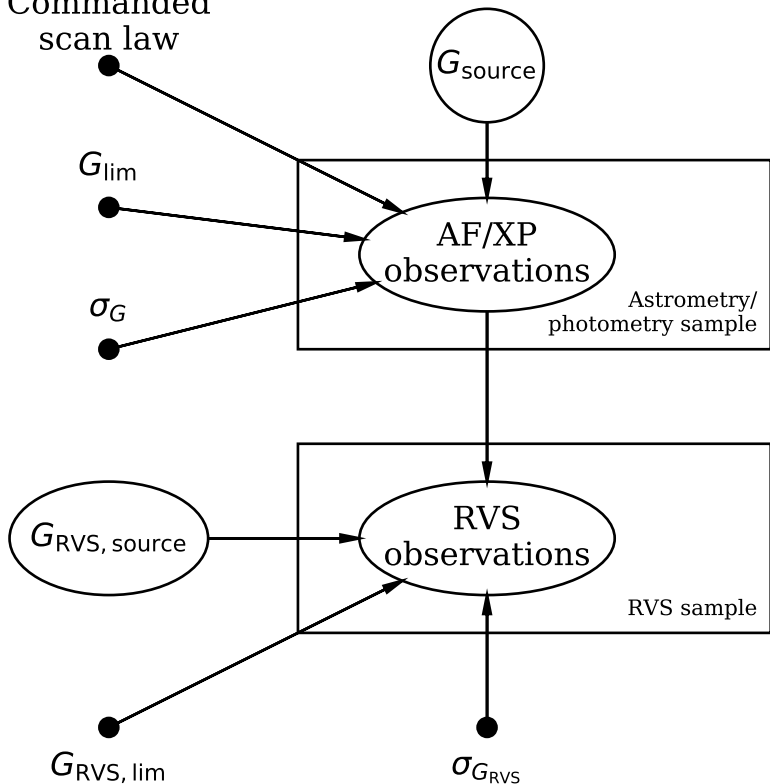 Commanded
scan law
G_source
G_lim
AF/XP
observations
σ_G
Astrometry/
photometry sample
G_RVS, source
RVS
observations
RVS sample
G_RVS, lim
σ_G_RVS